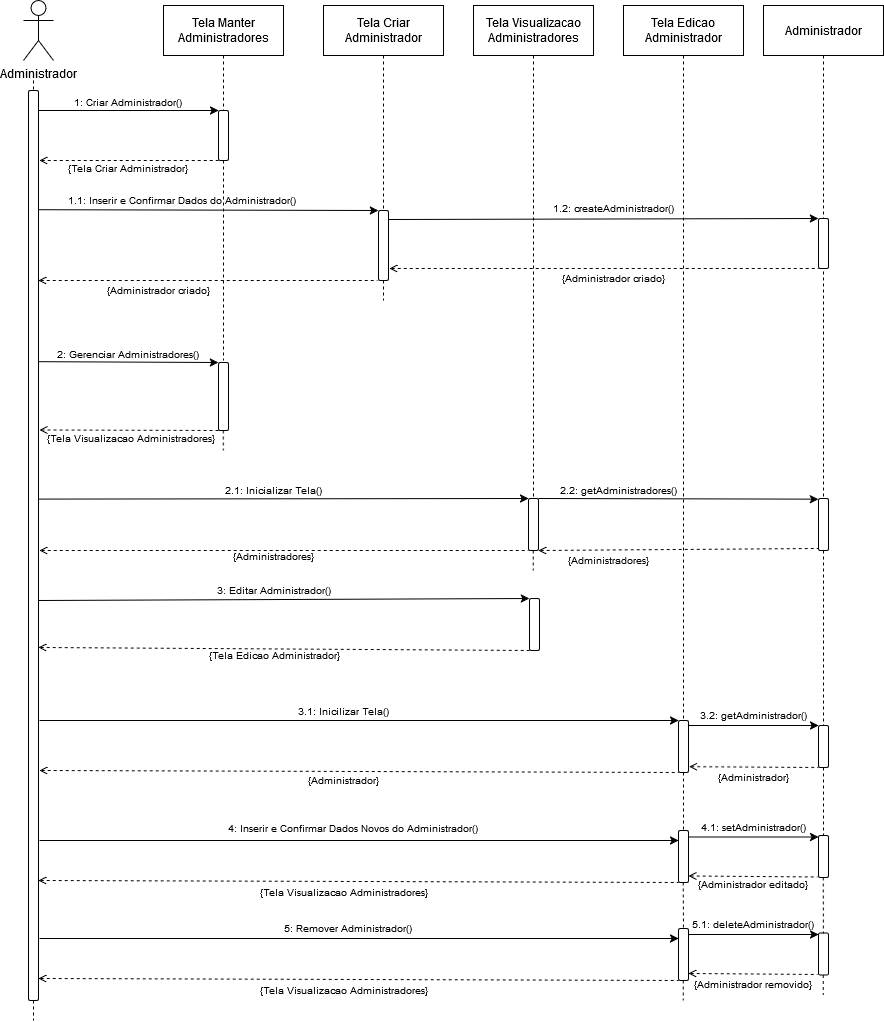 Tela Manter
Administradores
Tela Criar
Administrador
Tela Visualizacao
Administradores
Tela Edicao
Administrador
Administrador
Administrador
1: Criar Administrador()
{Tela Criar Administrador}
1.1: Inserir e Confirmar Dados do Administrador()
1.2: createAdministrador()
{Administrador criado}
{Administrador criado}
2: Gerenciar Administradores()
{Tela Visualizacao Administradores}
2.1: Inicializar Tela()
2.2: getAdministradores()
{Administradores}
{Administradores}
3: Editar Administrador()
{Tela Edicao Administrador}
3.1: Inicilizar Tela()
3.2: getAdministrador()
{Administrador}
{Administrador}
4: Inserir e Confirmar Dados Novos do Administrador()
4.1: setAdministrador()
{Administrador editado}
{Tela Visualizacao Administradores}
5: Remover Administrador()
5.1: deleteAdministrador()
{Administrador removido}
{Tela Visualizacao Administradores}